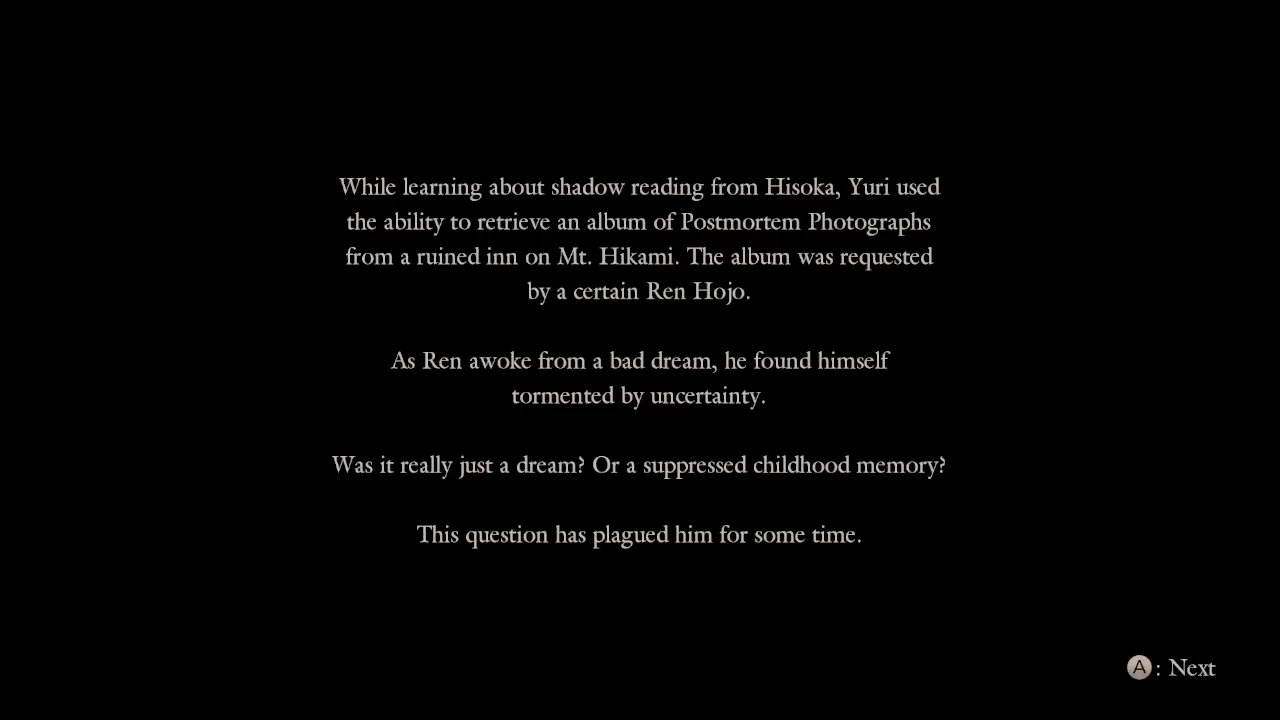 While learning about shadow reading from Hisoka, Yuri used
the ability to retrieve an album of Postmortem Photographs
from a ruined inn on Mt. Hikami. The album was requested
by a certain Ren Hojo.
As Ren awoke from a bad dream, he found himself
tormented by uncertainty.
Was it really just a dream? Or a suppressed childhood memory?
This question has plagued him for some time.
A: Next